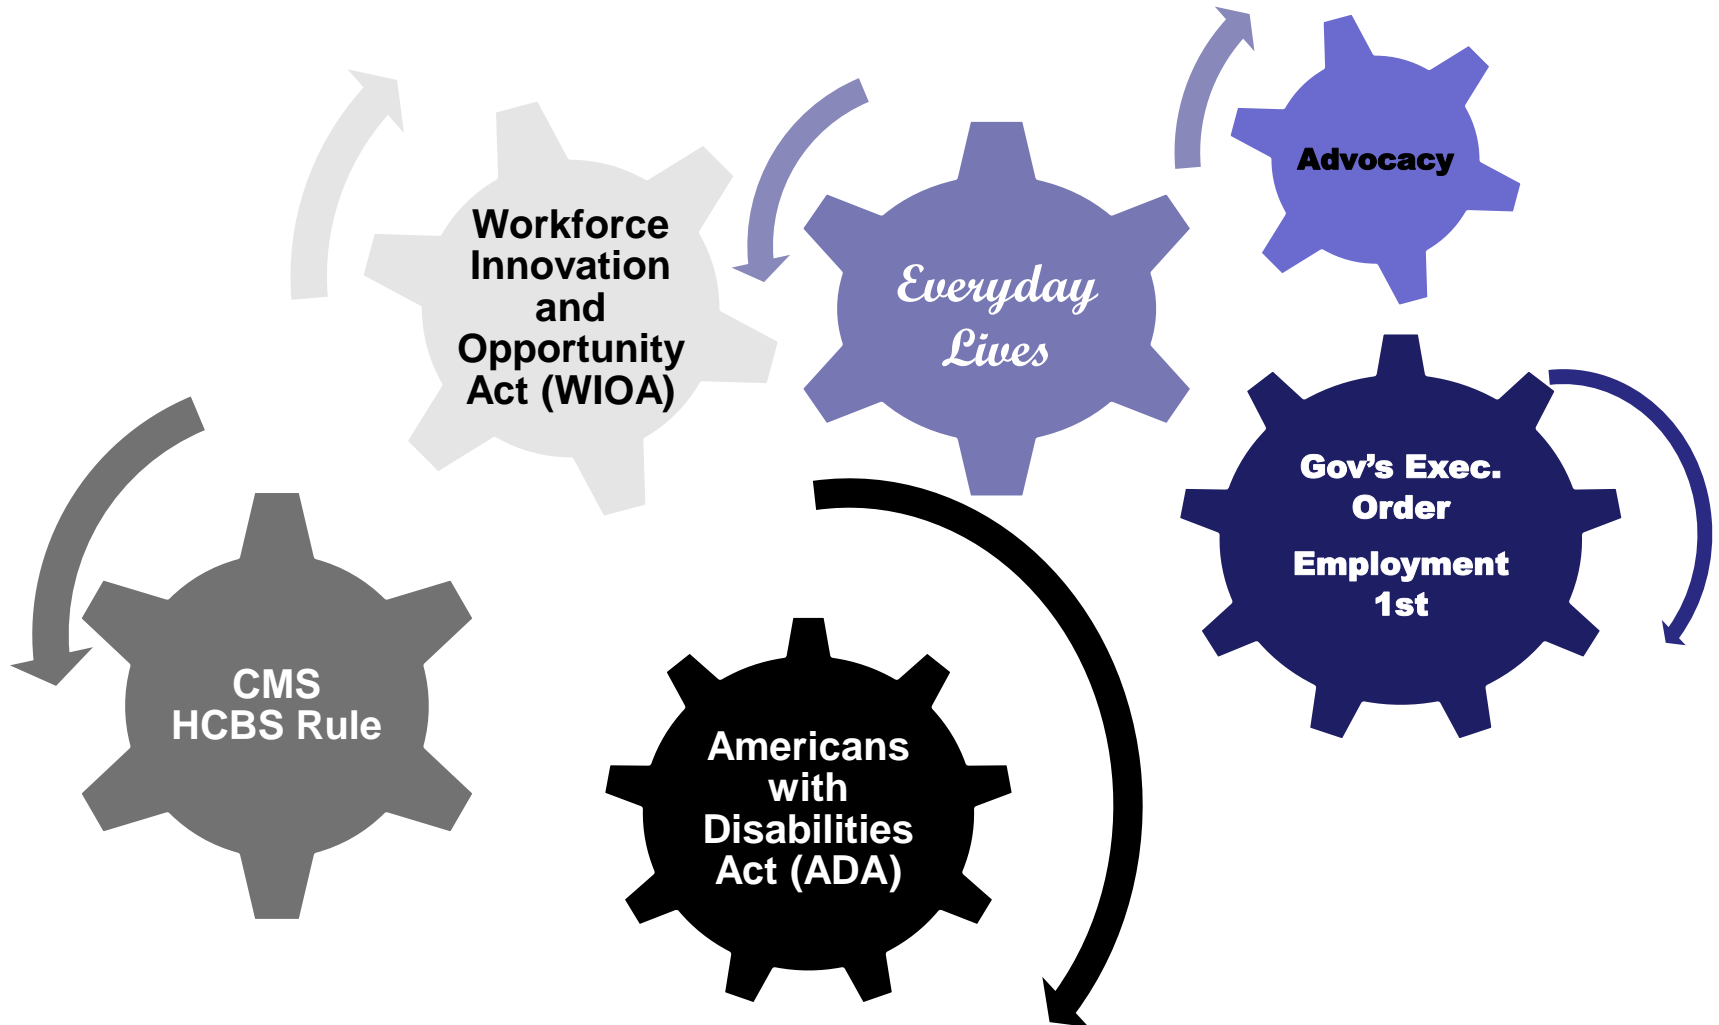 Advocacy
Workforce
Innovation
and
Opportunity
Act (WIOA)
Everyday
Lives
Gov's Exec.
Order
Employment
1st
CMS
HCBS Rule
Americans
with
Disabilities
Act (ADA)